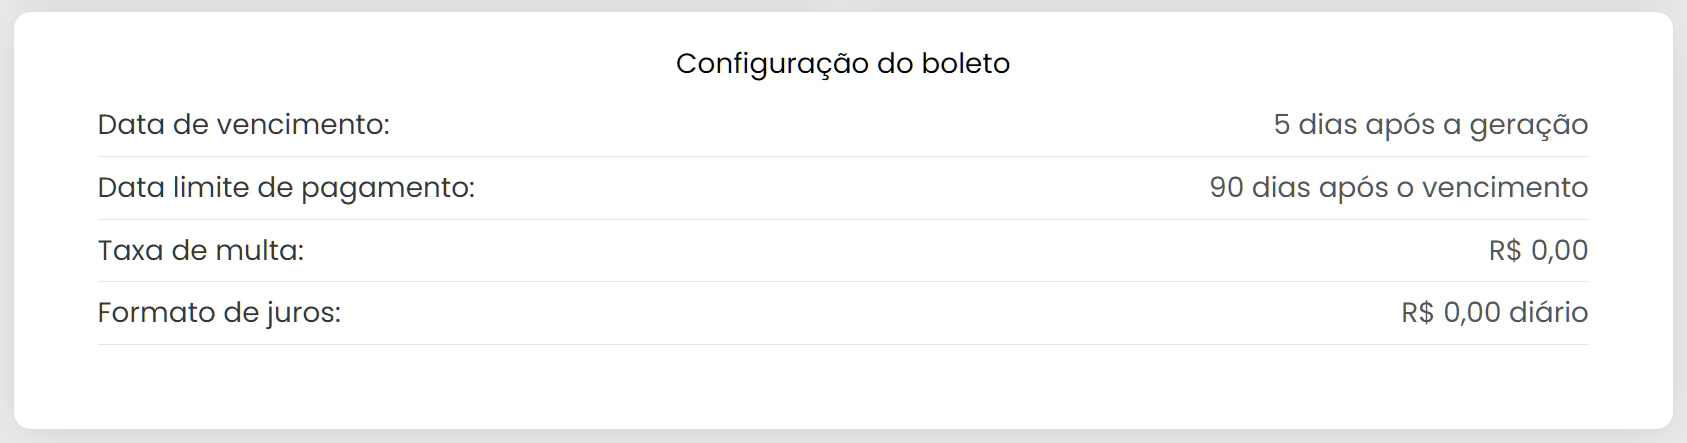 Configuração do boleto
Data de vencimento: 5 dias após a geração
Data limite de pagamento: 90 dias após o vencimento
Taxa de multa: R$ 0,00
Formato de juros: R$ 0,00 diário